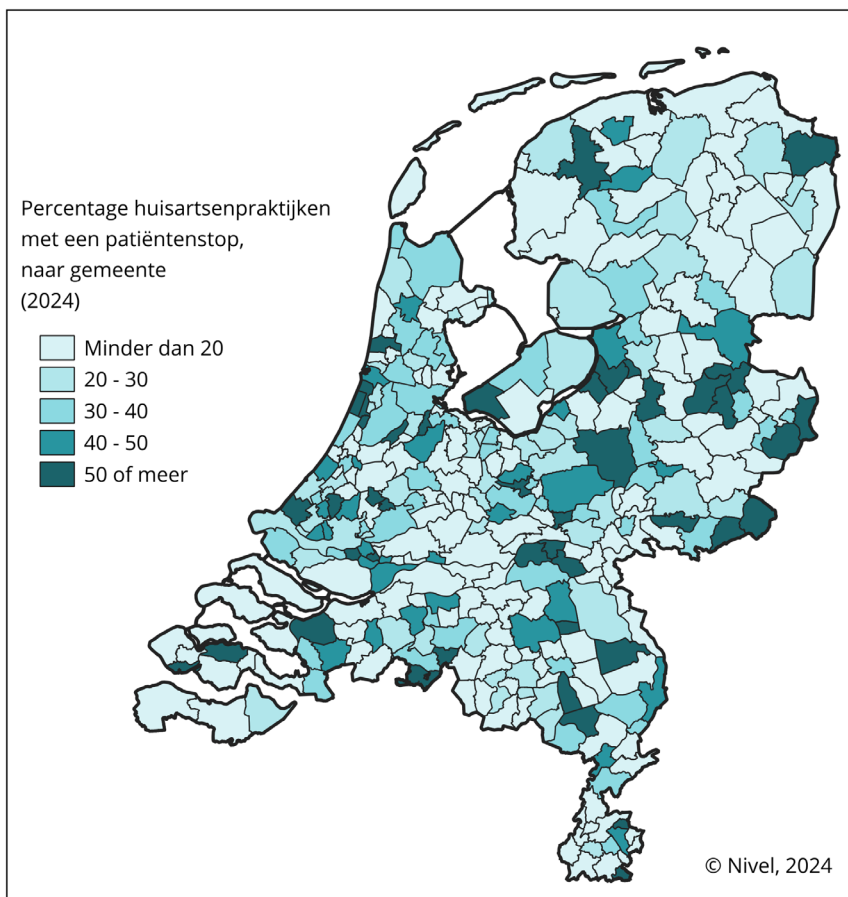 Percentage huisartsenpraktijken
met een patiëntenstop,
naar gemeente
(2024)
Minder dan 20
20 - 30
30 - 40
40 - 50
50 of meer
© Nivel, 2024